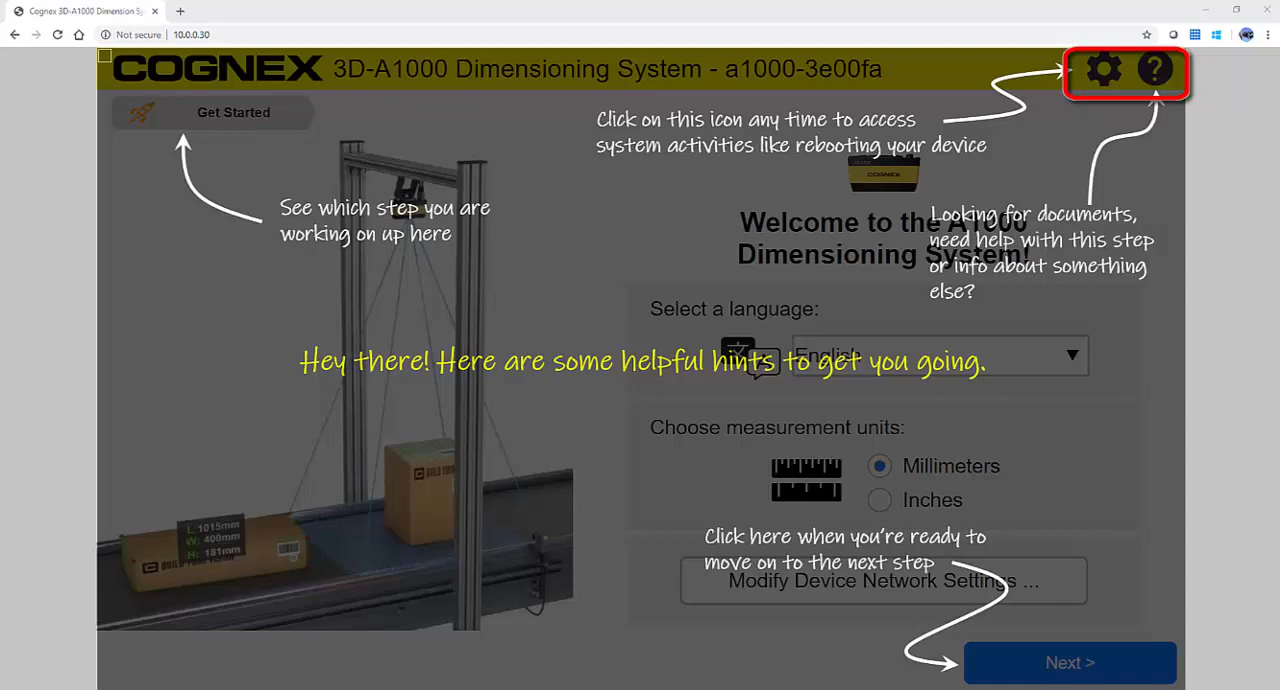 Cognex 3D-A1000 Dimension Sy
Not secure | 10.0.0.30
COGNEX 3D-A1000 Dimensioning System - a1000-3e00fa
Get Started
Click on this icon any time to access
system activities like rebooting your device
COGNEX
See which step you are
working on up here
Looking for documents,
need help with this step
or info about something
else?
Welcome to the A1000
Dimensioning System!
Select a language:
English
Hey there! Here are some helpful hints to get you going.
Choose measurement units:
Millimeters
Inches
L: 1015mm
W: 400mm
H: 181mm
Click here when you're ready to
move on to the next step
Modify Device Network Settings ...
Next >